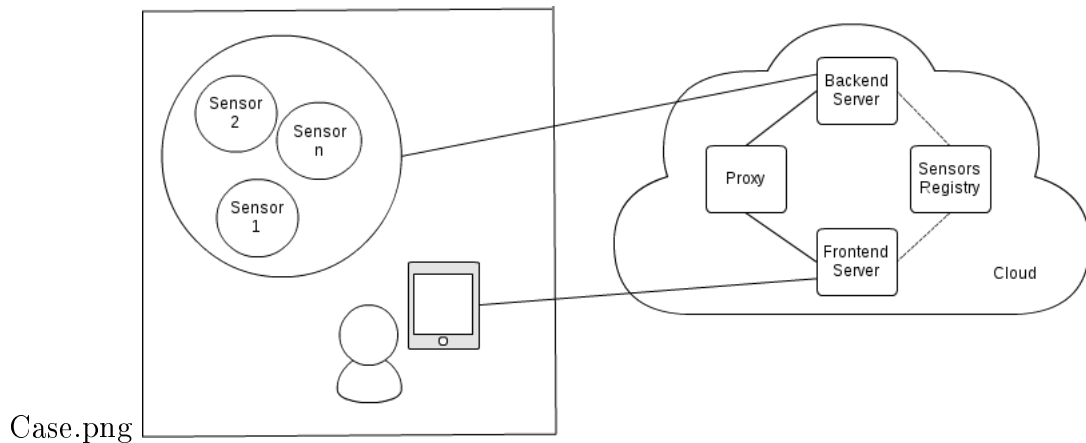 Sensor
2
Sensor
n
Sensor
1
Backend
Server
Proxy
Sensors
Registry
Frontend
Server
Cloud
Case.png